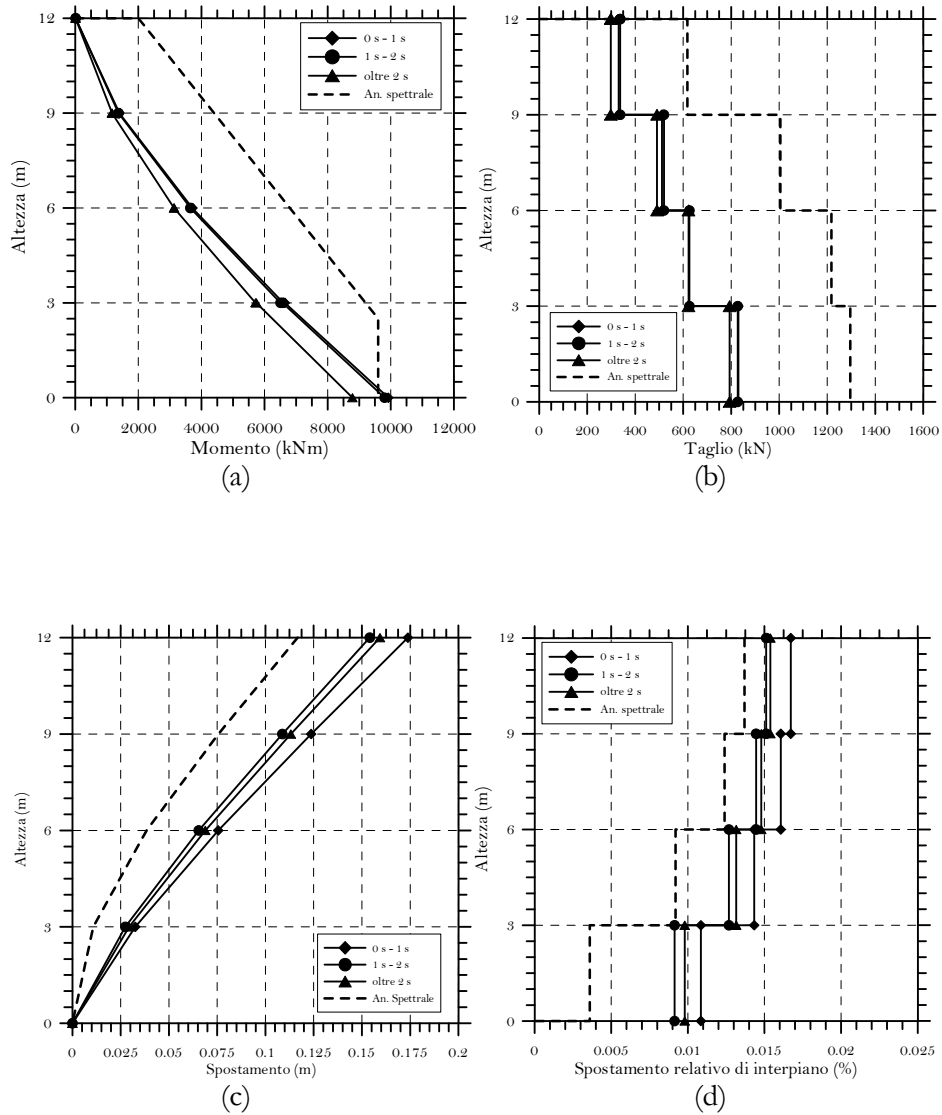 12
9
6
3
0
Altezza (m)
0 s - 1 s
1 s - 2 s
oltre 2 s
An. spettrale
0 2000 4000 6000 8000 10000 12000
Momento (kNm)
(a)
12
9
6
3
0
Altezza (m)
0 s - 1 s
1 s - 2 s
oltre 2 s
An. spettrale
0 200 400 600 800 1000 1200 1400 1600
Taglio (kN)
(b)
12
9
6
3
0
Altezza (m)
0 s - 1 s
1 s - 2 s
oltre 2 s
An. Spettrale
0 0.025 0.05 0.075 0.1 0.125 0.15 0.175 0.2
Spostamento (m)
(c)
12
9
6
3
0
Altezza (m)
0 s - 1 s
1 s - 2 s
oltre 2 s
An. spettrale
0 0.005 0.01 0.015 0.02 0.025
Spostamento relativo di interpiano (%)
(d)